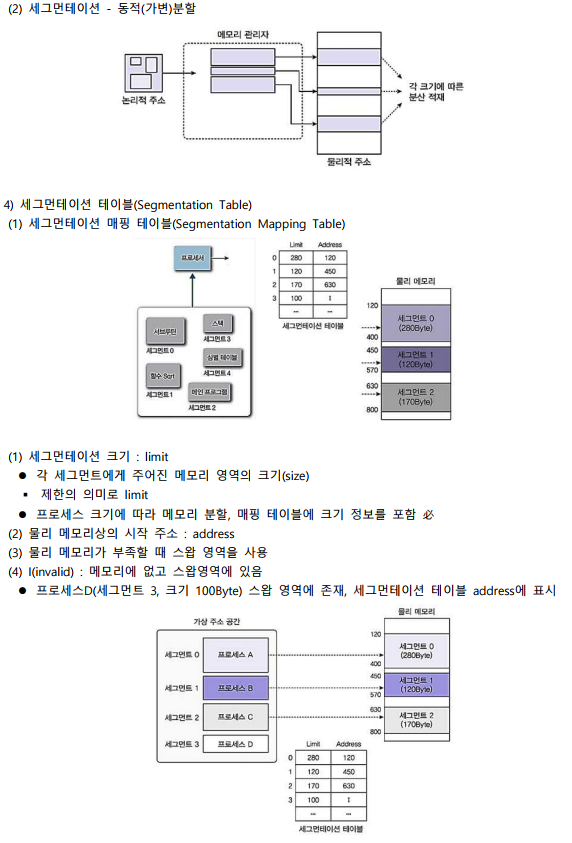 (2) 세그먼테이션 - 동적(가변)분할
메모리 관리자
논리적 주소
각 크기에 따른
분산 적재
물리적 주소
4) 세그먼테이션 테이블(Segmentation Table)
(1) 세그먼테이션 매핑 테이블(Segmentation Mapping Table)
프로세서
서브루틴
세그먼트 0
스택
세그먼트 3
심벌 테이블
세그먼트 4
함수 Sqrt
세그먼트 1
메인 프로그램
세그먼트 2
Limit Address
0 280 120
1 120 450
2 170 630
3 100 I
... ...
세그먼테이션 테이블
물리 메모리
120
세그먼트 0
(280Byte)
400
450
세그먼트 1
(120Byte)
570
630
세그먼트 2
(170Byte)
800
(1) 세그먼테이션 크기 : limit
● 각 세그먼트에게 주어진 메모리 영역의 크기(size)
▪ 제한의 의미로 limit
● 프로세스 크기에 따라 메모리 분할, 매핑 테이블에 크기 정보를 포함 必
(2) 물리 메모리상의 시작 주소 : address
(3) 물리 메모리가 부족할 때 스왑 영역을 사용
(4) I(invalid) : 메모리에 없고 스왑영역에 있음
● 프로세스D(세그먼트 3, 크기 100Byte) 스왑 영역에 존재, 세그먼테이션 테이블 address에 표시
가상 주소 공간
세그먼트 0 프로세스 A
세그먼트 1 프로세스 B
세그먼트 2 프로세스 C
세그먼트 3 프로세스 D
물리 메모리
120
세그먼트 0
(280Byte)
400
450
세그먼트 1
(120Byte)
570
630
세그먼트 2
(170Byte)
800
Limit Address
0 280 120
1 120 450
2 170 630
3 100 I
... ...
세그먼테이션 테이블